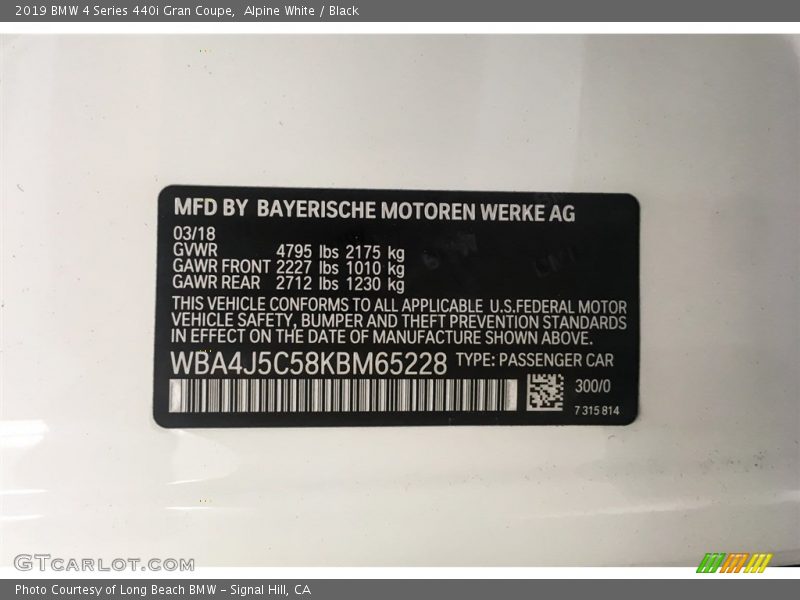 2019 BMW 4 Series 440i Gran Coupe, Alpine White / Black
MFD BY BAYERISCHE MOTOREN WERKE AG
03/18
GVWR 4795 lbs 2175 kg
GAWR FRONT 2227 lbs 1010 kg
GAWR REAR 2712 lbs 1230 kg
THIS VEHICLE CONFORMS TO ALL APPLICABLE U.S.FEDERAL MOTOR
VEHICLE SAFETY, BUMPER AND THEFT PREVENTION STANDARDS
IN EFFECT ON THE DATE OF MANUFACTURE SHOWN ABOVE.
WBA4J5C58KBM65228 TYPE: PASSENGER CAR
300/0
7 315 814
GTCARLOT.COM
Photo Courtesy of Long Beach BMW - Signal Hill, CA